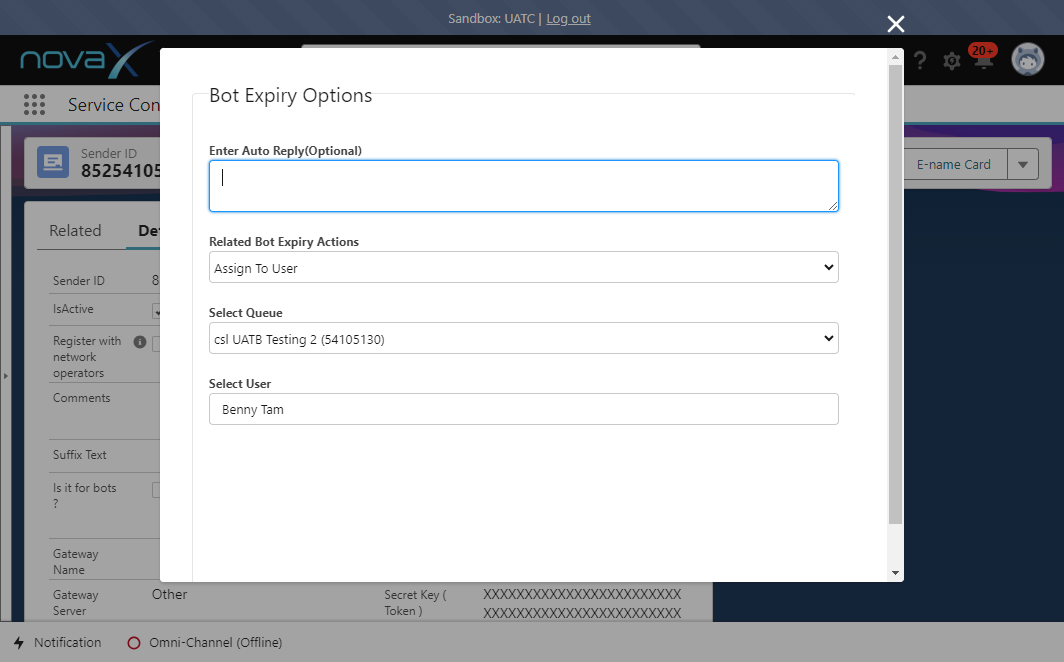 Sandbox: UATC | Log out
novaX
20+
Service Con
Sender ID
85254105
E-name Card
Related
De
Sender ID
8
IsActive
Register with
network
operators
Comments
Suffix Text
Is it for bots
?
Gateway
Name
Gateway
Server
Other
Secret Key (
Token )
XXXXXXXXXXXXXXXXXXXXXXXX
XXXXXXXXXXXXXXXXXXXXXXXX
Bot Expiry Options
Enter Auto Reply(Optional)
Related Bot Expiry Actions
Assign To User
Select Queue
csl UATB Testing 2 (54105130)
Select User
Benny Tam
Notification
Omni-Channel (Offline)